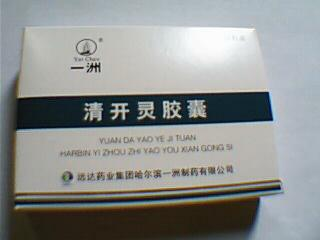 Yan Chou
®
一洲
清开灵胶囊
YUAN DA YAO YE JI TUAN
HARBIN YI ZHOU ZHI YAO YOU XIAN GONG SI
远达药业集团哈尔滨一洲制药有限公司